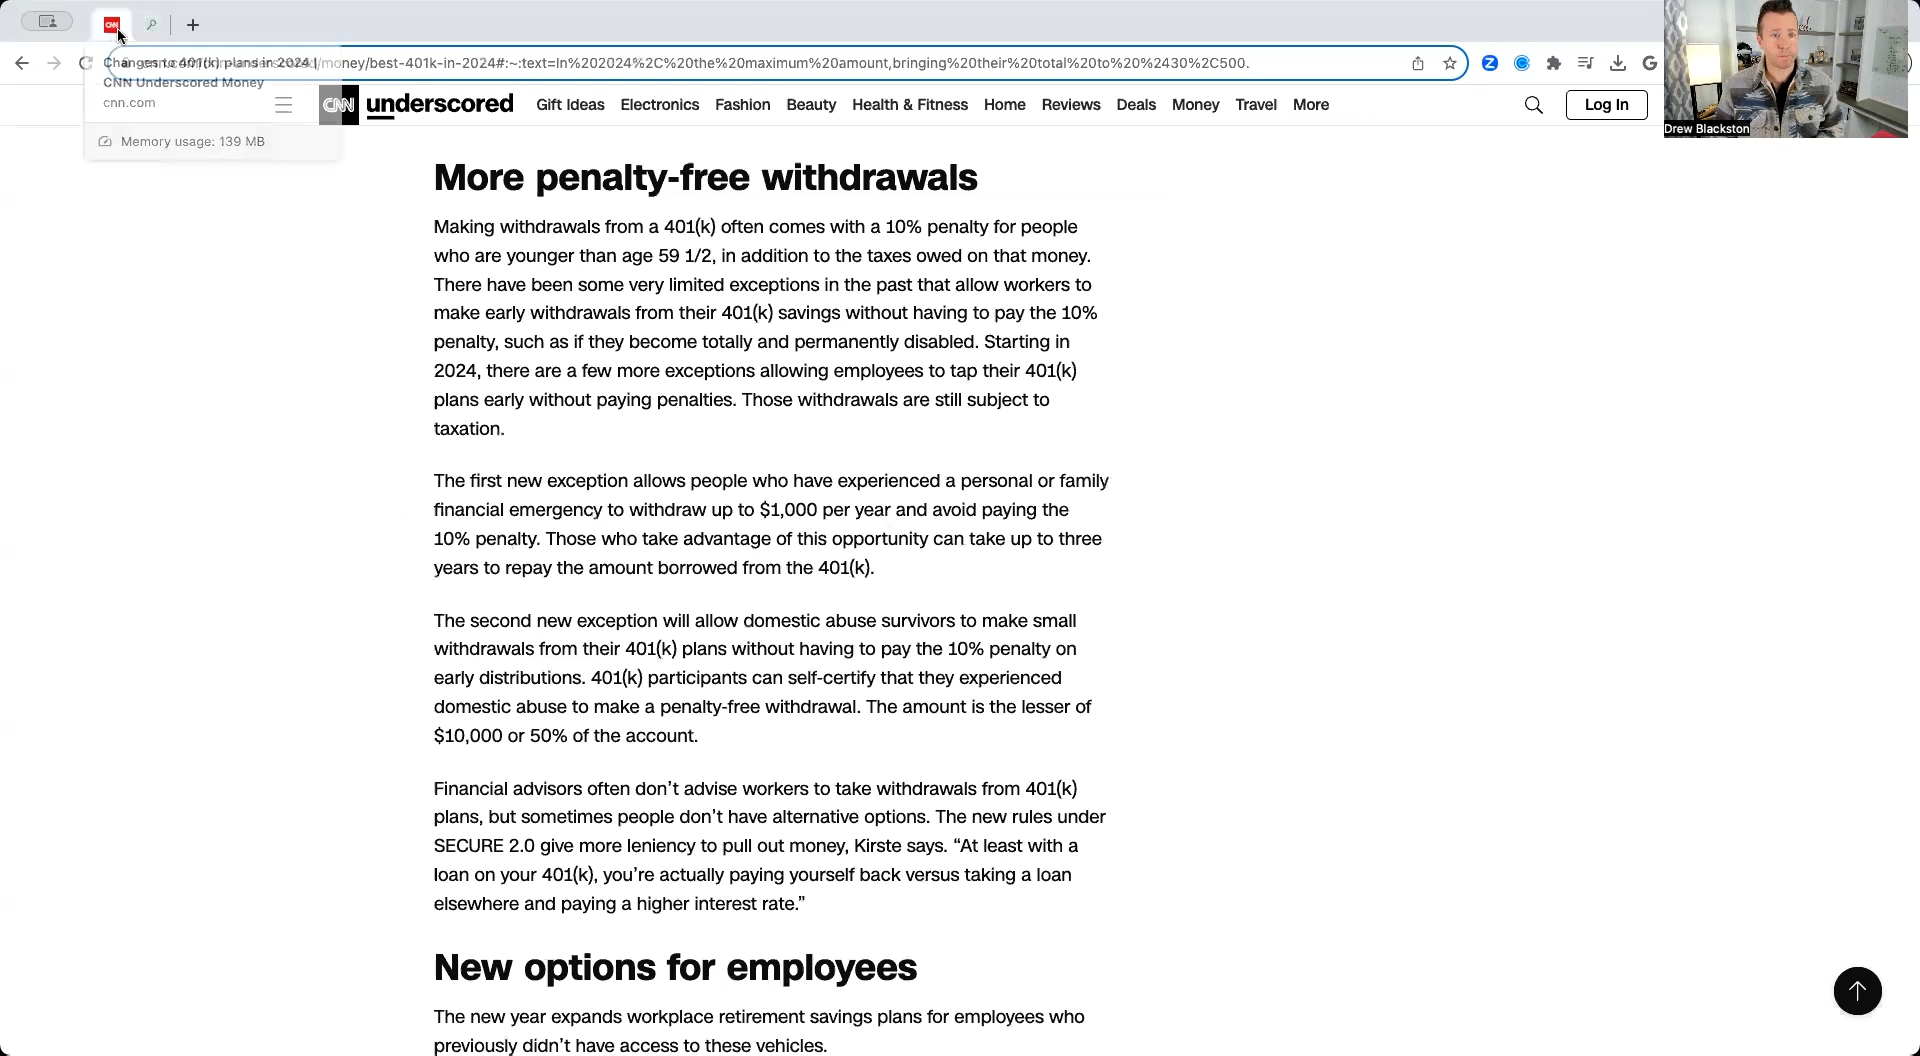 Changes to 401(k) plans in 2024 |
/money/best-401k-in-2024#:~:text=In%202024%2C%20the%20maximum%20amount,bringing%20their%20total%20to%20%2430%2C500.
CNN Underscored Money
cnn.com
Memory usage: 139 MB
CNN underscored Gift Ideas Electronics Fashion Beauty Health & Fitness Home Reviews Deals Money Travel More Log In
Drew Blackston
More penalty-free withdrawals
Making withdrawals from a 401(k) often comes with a 10% penalty for people
who are younger than age 59 1/2, in addition to the taxes owed on that money.
There have been some very limited exceptions in the past that allow workers to
make early withdrawals from their 401(k) savings without having to pay the 10%
penalty, such as if they become totally and permanently disabled. Starting in
2024, there are a few more exceptions allowing employees to tap their 401(k)
plans early without paying penalties. Those withdrawals are still subject to
taxation.
The first new exception allows people who have experienced a personal or family
financial emergency to withdraw up to $1,000 per year and avoid paying the
10% penalty. Those who take advantage of this opportunity can take up to three
years to repay the amount borrowed from the 401(k).
The second new exception will allow domestic abuse survivors to make small
withdrawals from their 401(k) plans without having to pay the 10% penalty on
early distributions. 401(k) participants can self-certify that they experienced
domestic abuse to make a penalty-free withdrawal. The amount is the lesser of
$10,000 or 50% of the account.
Financial advisors often don’t advise workers to take withdrawals from 401(k)
plans, but sometimes people don’t have alternative options. The new rules under
SECURE 2.0 give more leniency to pull out money, Kirste says. “At least with a
loan on your 401(k), you’re actually paying yourself back versus taking a loan
elsewhere and paying a higher interest rate.”
New options for employees
The new year expands workplace retirement savings plans for employees who
previously didn’t have access to these vehicles.